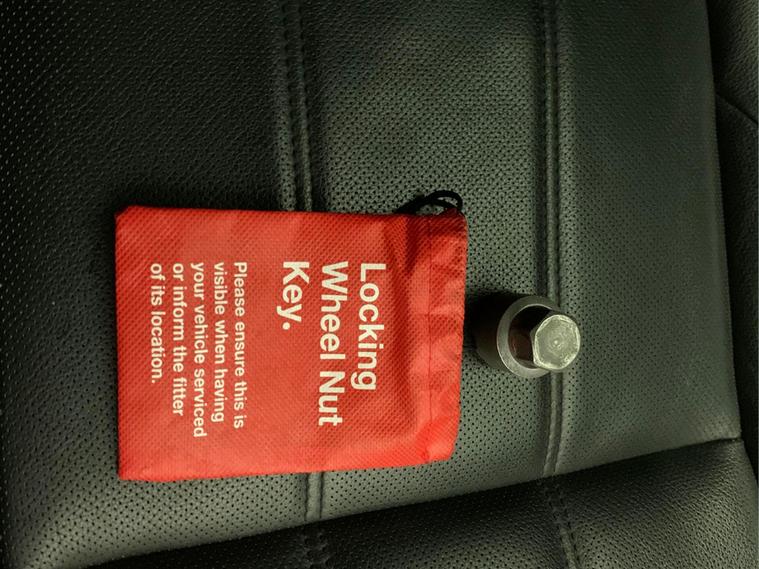 Locking
Wheel Nut
Key.
Please ensure this is
visible when having
your vehicle serviced
or inform the fitter
of its location.